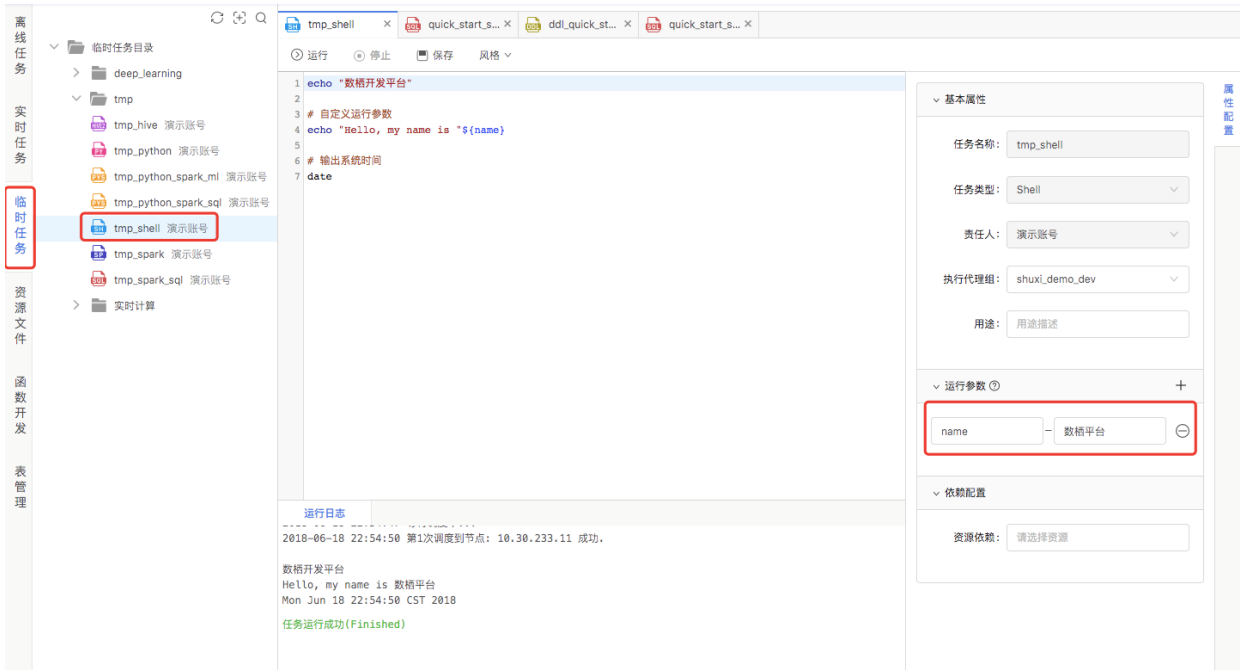 离线任务
实时任务
临时任务
资源文件
函数开发
表管理
临时任务目录
deep_learning
tmp
tmp_hive 演示账号
tmp_python 演示账号
tmp_python_spark_ml 演示账号
tmp_python_spark_sql 演示账号
tmp_shell 演示账号
tmp_spark 演示账号
tmp_spark_sql 演示账号
实时计算
tmp_shell
quick_start_s...
ddl_quick_st...
quick_start_s...
运行 停止 保存 风格
1 echo "数栖开发平台"
2
3 # 自定义运行参数
4 echo "Hello, my name is "${name}
5
6 # 输出系统时间
7 date
运行日志
2018-06-18 22:54:50 第1次调度到节点: 10.30.233.11 成功.
数栖开发平台
Hello, my name is 数栖平台
Mon Jun 18 22:54:50 CST 2018
任务运行成功(Finished)
基本属性
任务名称: tmp_shell
任务类型: Shell
责任人: 演示账号
执行代理组: shuxi_demo_dev
用途: 用途描述
运行参数
name - 数栖平台
依赖配置
资源依赖: 请选择资源
属性配置